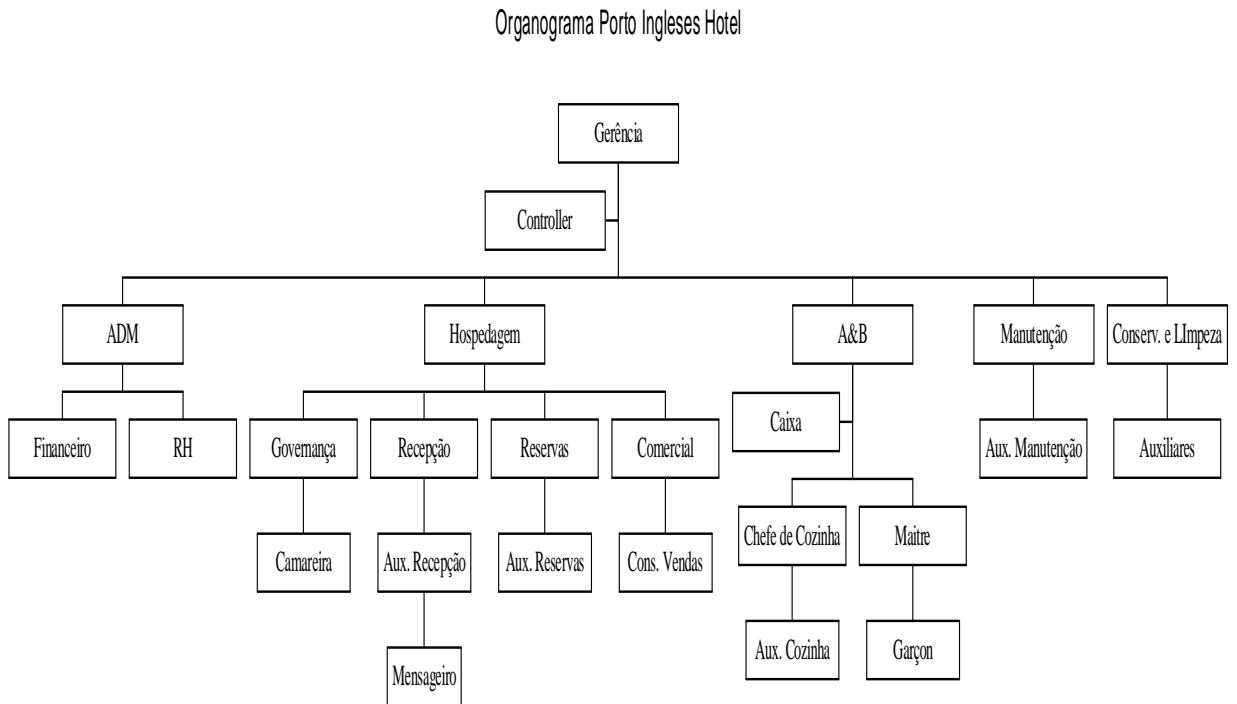 Organograma Porto Ingleses Hotel
Gerência
Controller
ADM
Hospedagem
A&B
Manutenção
Conserv. e LImpeza
Financeiro
RH
Governança
Recepção
Reservas
Comercial
Caixa
Aux. Manutenção
Auxiliares
Camareira
Aux. Recepção
Aux. Reservas
Cons. Vendas
Chefe de Cozinha
Maitre
Mensageiro
Aux. Cozinha
Garçon